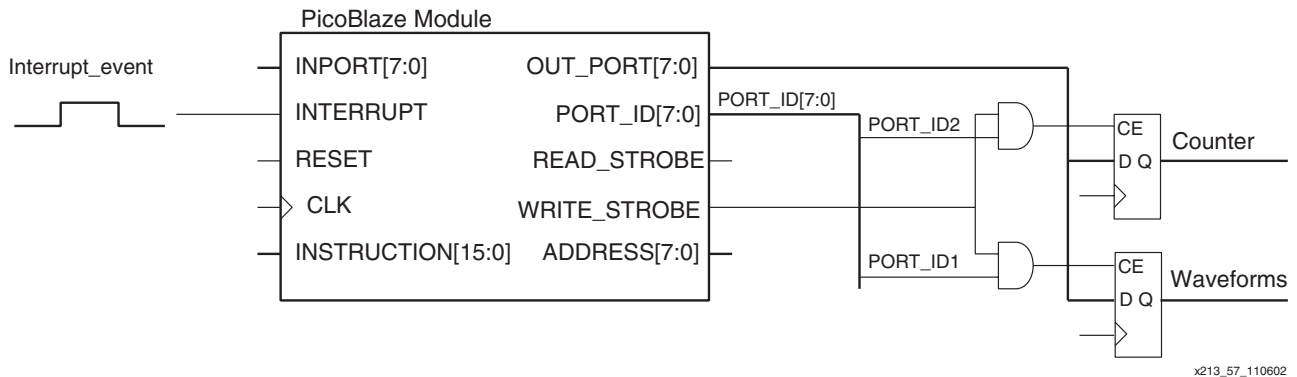 PicoBlaze Module
Interrupt_event
INPORT[7:0]
OUT_PORT[7:0]
INTERRUPT
PORT_ID[7:0]
PORT_ID[7:0]
PORT_ID2
CE
Counter
RESET
READ_STROBE
D Q
CLK
WRITE_STROBE
INSTRUCTION[15:0]
ADDRESS[7:0]
PORT_ID1
CE
Waveforms
D Q
x213_57_110602